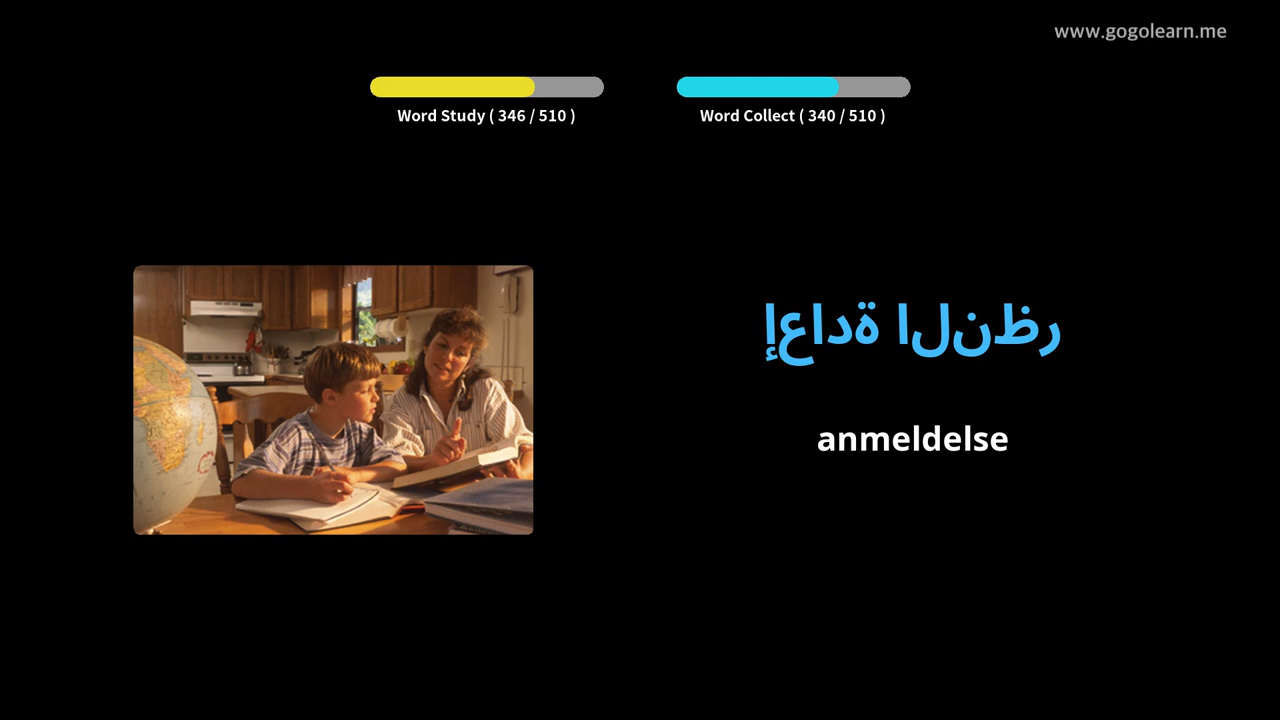 www.gogolearn.me
Word Study ( 346 / 510 )
Word Collect ( 340 / 510 )
إعادة النظر
anmeldelse